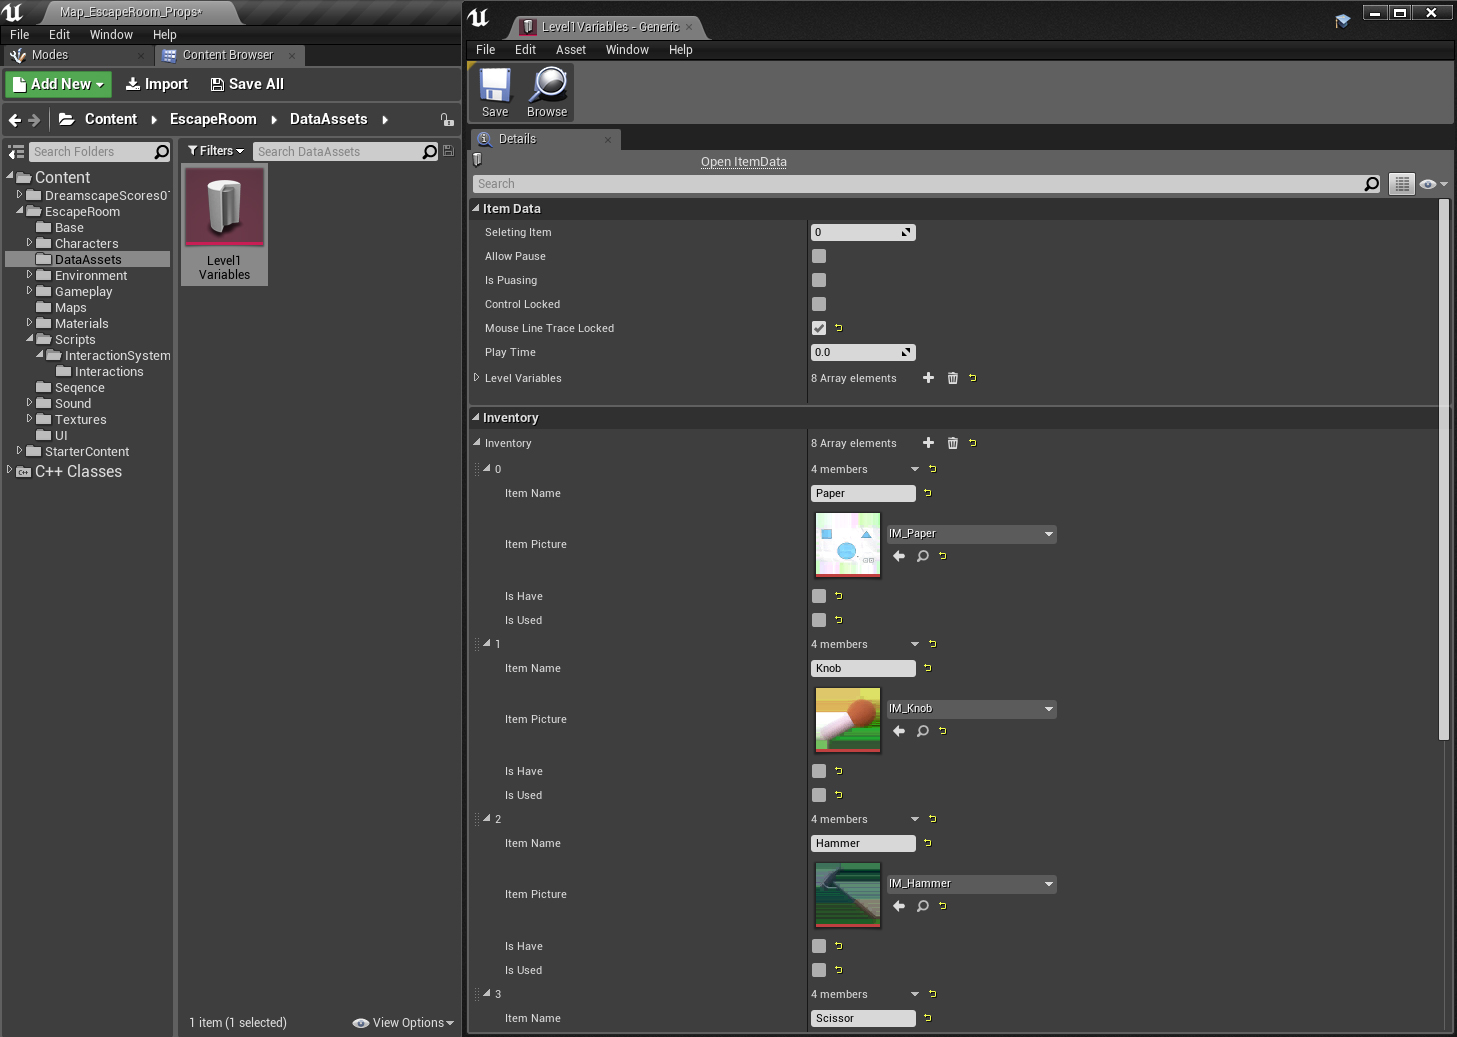 Map_EscapeRoom_Props*
File Edit Window Help
Modes
Content Browser
Add New Import Save All
Content EscapeRoom DataAssets
Search Folders
Filters Search DataAssets
Content
DreamscapeScores0
EscapeRoom
Base
Characters
DataAssets
Environment
Gameplay
Maps
Materials
Scripts
InteractionSystem
Interactions
Seqence
Sound
Textures
UI
StarterContent
C++ Classes
Level1
Variables
1 item (1 selected)
View Options
Level1Variables - Generic
File Edit Asset Window Help
Save Browse
Details
Open ItemData
Search
Item Data
Seleting Item 0
Allow Pause
Is Puasing
Control Locked
Mouse Line Trace Locked
Play Time 0.0
Level Variables 8 Array elements
Inventory
Inventory 8 Array elements
0 4 members
Item Name Paper
Item Picture IM_Paper
Is Have
Is Used
1 4 members
Item Name Knob
Item Picture IM_Knob
Is Have
Is Used
2 4 members
Item Name Hammer
Item Picture IM_Hammer
Is Have
Is Used
3 4 members
Item Name Scissor